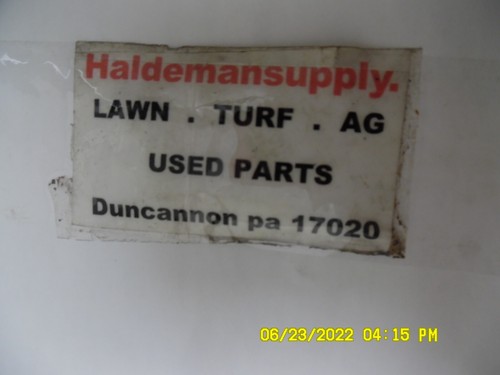 Haldemansupply.
LAWN . TURF . AG
USED PARTS
Duncannon pa 17020
06/23/2022 04:15 PM